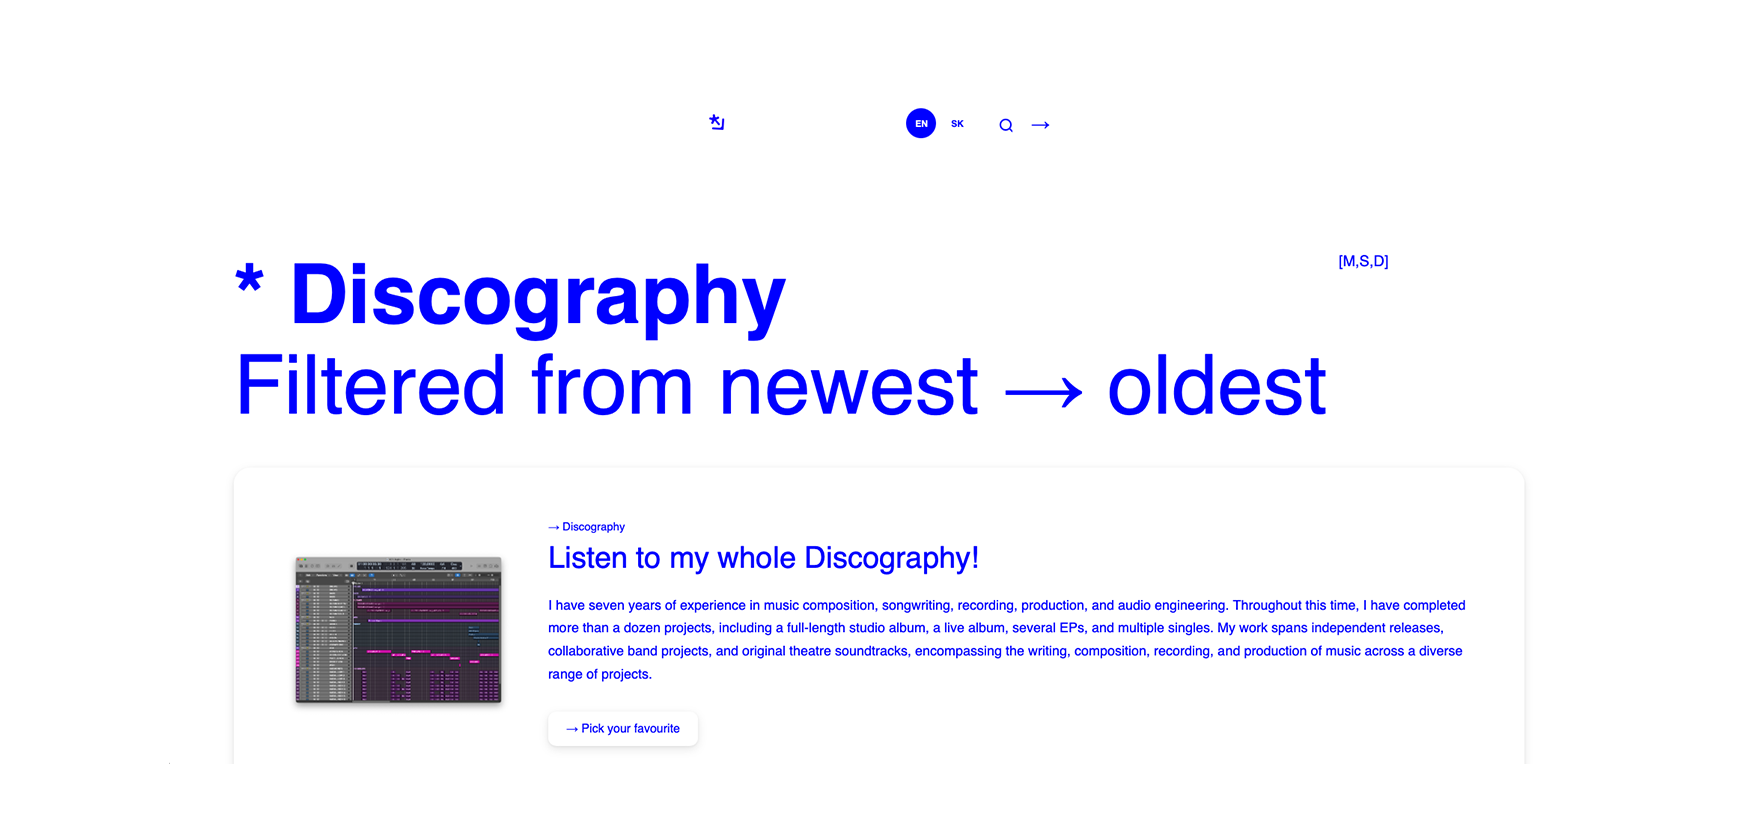 EN SK
[M,S,D]
* Discography
Filtered from newest → oldest
→ Discography
Listen to my whole Discography!
I have seven years of experience in music composition, songwriting, recording, production, and audio engineering. Throughout this time, I have completed
more than a dozen projects, including a full-length studio album, a live album, several EPs, and multiple singles. My work spans independent releases,
collaborative band projects, and original theatre soundtracks, encompassing the writing, composition, recording, and production of music across a diverse
range of projects.
→ Pick your favourite